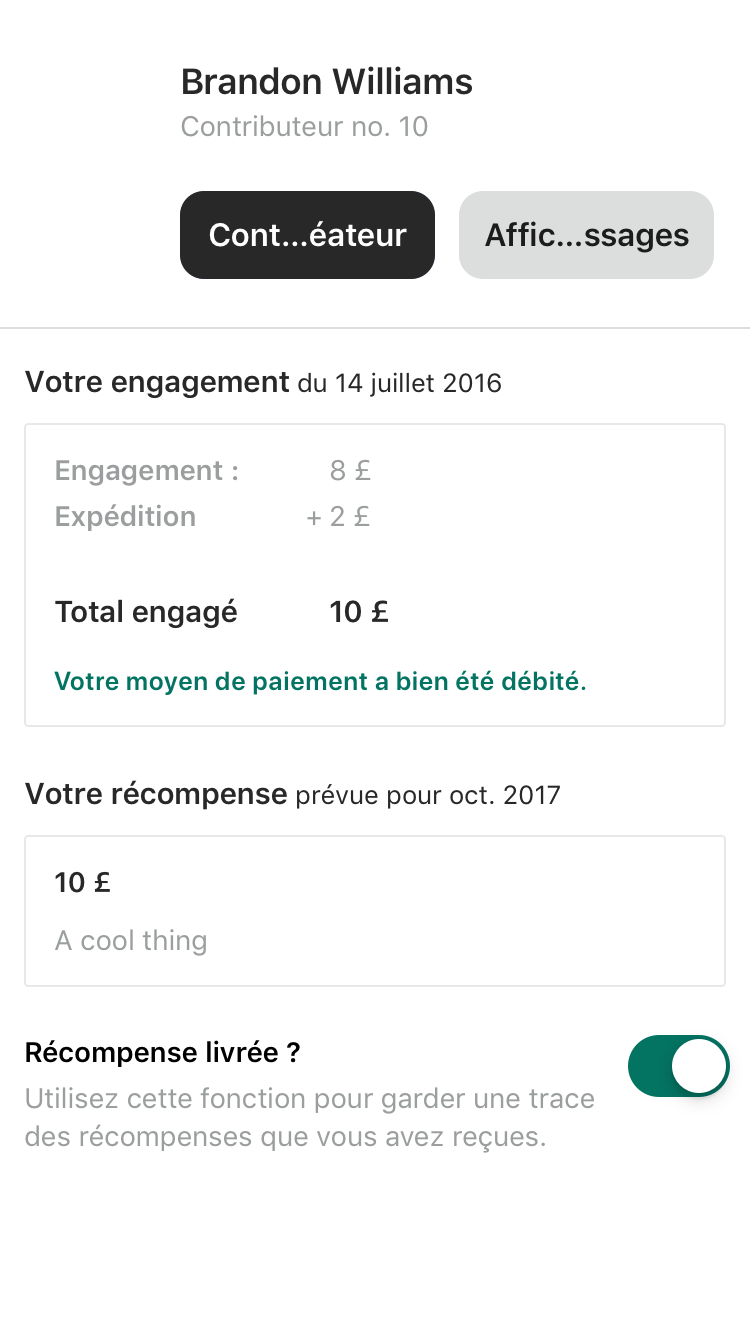 Brandon Williams
Contributeur no. 10
Cont...éateur
Affic...ssages
Votre engagement du 14 juillet 2016
Engagement : 8 £
Expédition + 2 £
Total engagé 10 £
Votre moyen de paiement a bien été débité.
Votre récompense prévue pour oct. 2017
10 £
A cool thing
Récompense livrée ?
Utilisez cette fonction pour garder une trace
des récompenses que vous avez reçues.